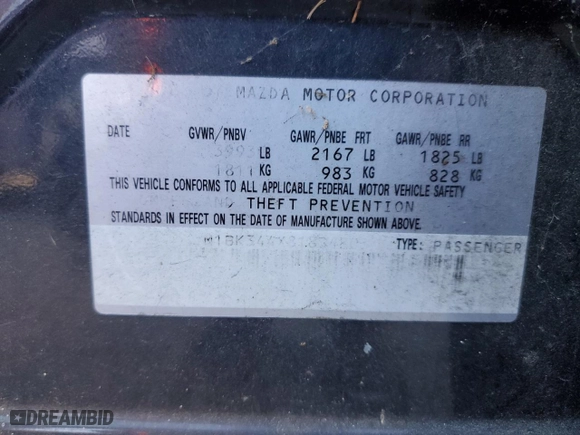 MAZDA MOTOR CORPORATION
DATE GVWR/PNBV GAWR/PNBE FRT GAWR/PNBE RR
LB 2167 LB 1825 LB
1811 KG 983 KG 828 KG
THIS VEHICLE CONFORMS TO ALL APPLICABLE FEDERAL MOTOR VEHICLE SAFETY
AND THEFT PREVENTION
STANDARDS IN EFFECT ON THE DATE OF MANUFACTURE SHOWN ABOVE.
TYPE: PASSENGER
DREAMBID